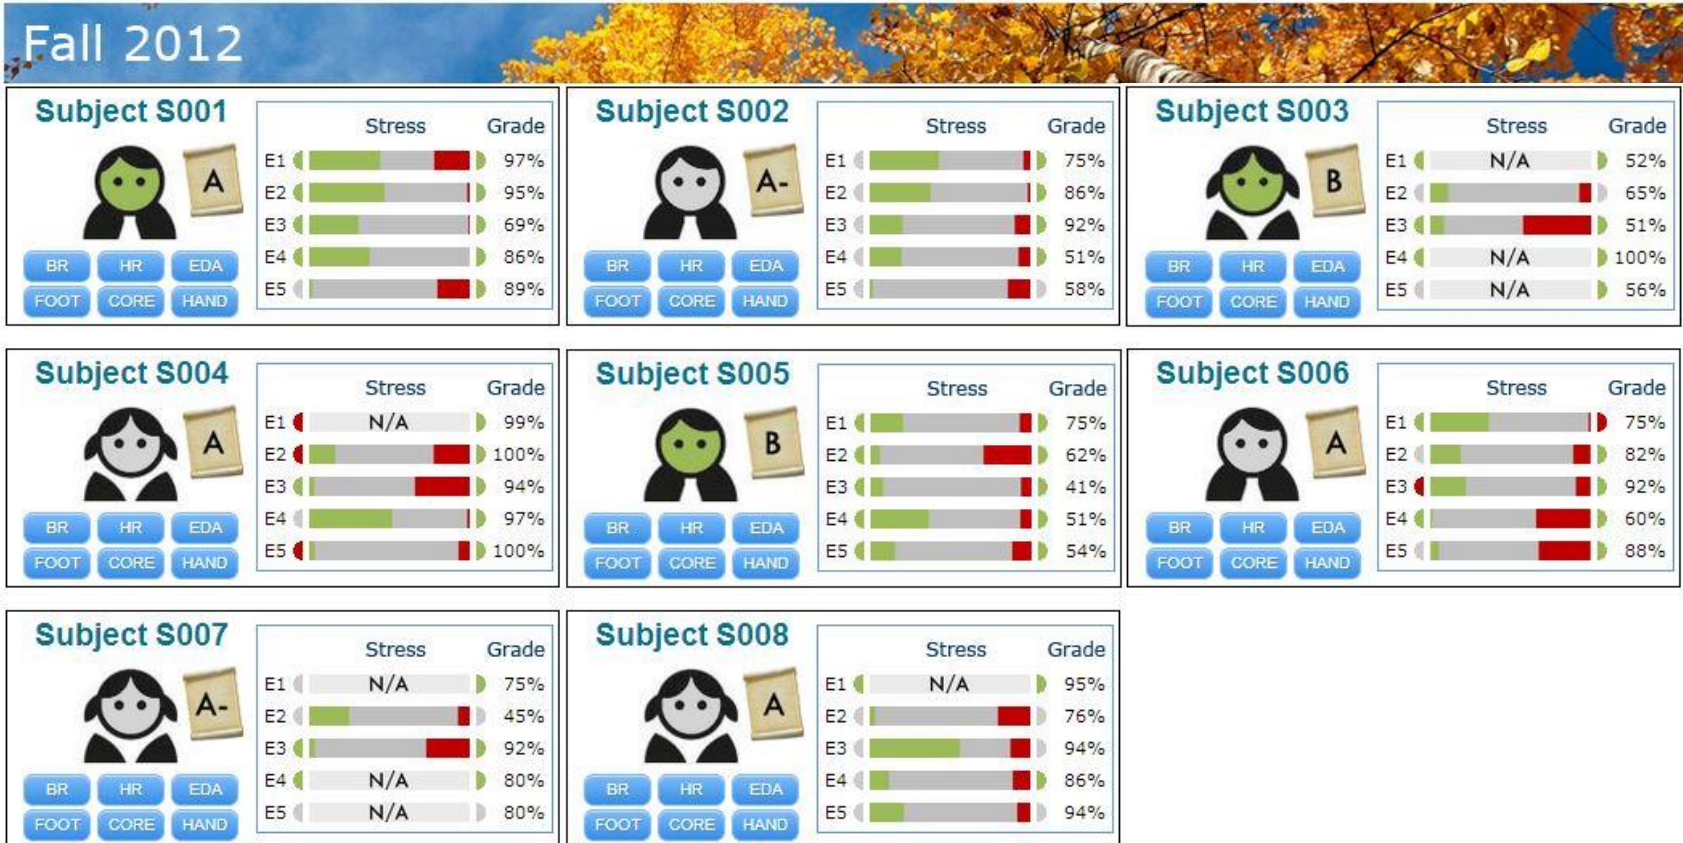 Fall 2012
Subject S001
A
BR HR EDA
FOOT CORE HAND
Stress Grade
E1 97%
E2 95%
E3 69%
E4 86%
E5 89%
Subject S002
A-
BR HR EDA
FOOT CORE HAND
Stress Grade
E1 75%
E2 86%
E3 92%
E4 51%
E5 58%
Subject S003
B
BR HR EDA
FOOT CORE HAND
Stress Grade
E1 N/A 52%
E2 65%
E3 51%
E4 N/A 100%
E5 N/A 56%
Subject S004
A
BR HR EDA
FOOT CORE HAND
Stress Grade
E1 N/A 99%
E2 100%
E3 94%
E4 97%
E5 100%
Subject S005
B
BR HR EDA
FOOT CORE HAND
Stress Grade
E1 75%
E2 62%
E3 41%
E4 51%
E5 54%
Subject S006
A
BR HR EDA
FOOT CORE HAND
Stress Grade
E1 75%
E2 82%
E3 92%
E4 60%
E5 88%
Subject S007
A-
BR HR EDA
FOOT CORE HAND
Stress Grade
E1 N/A 75%
E2 45%
E3 92%
E4 N/A 80%
E5 N/A 80%
Subject S008
A
BR HR EDA
FOOT CORE HAND
Stress Grade
E1 N/A 95%
E2 76%
E3 94%
E4 86%
E5 94%